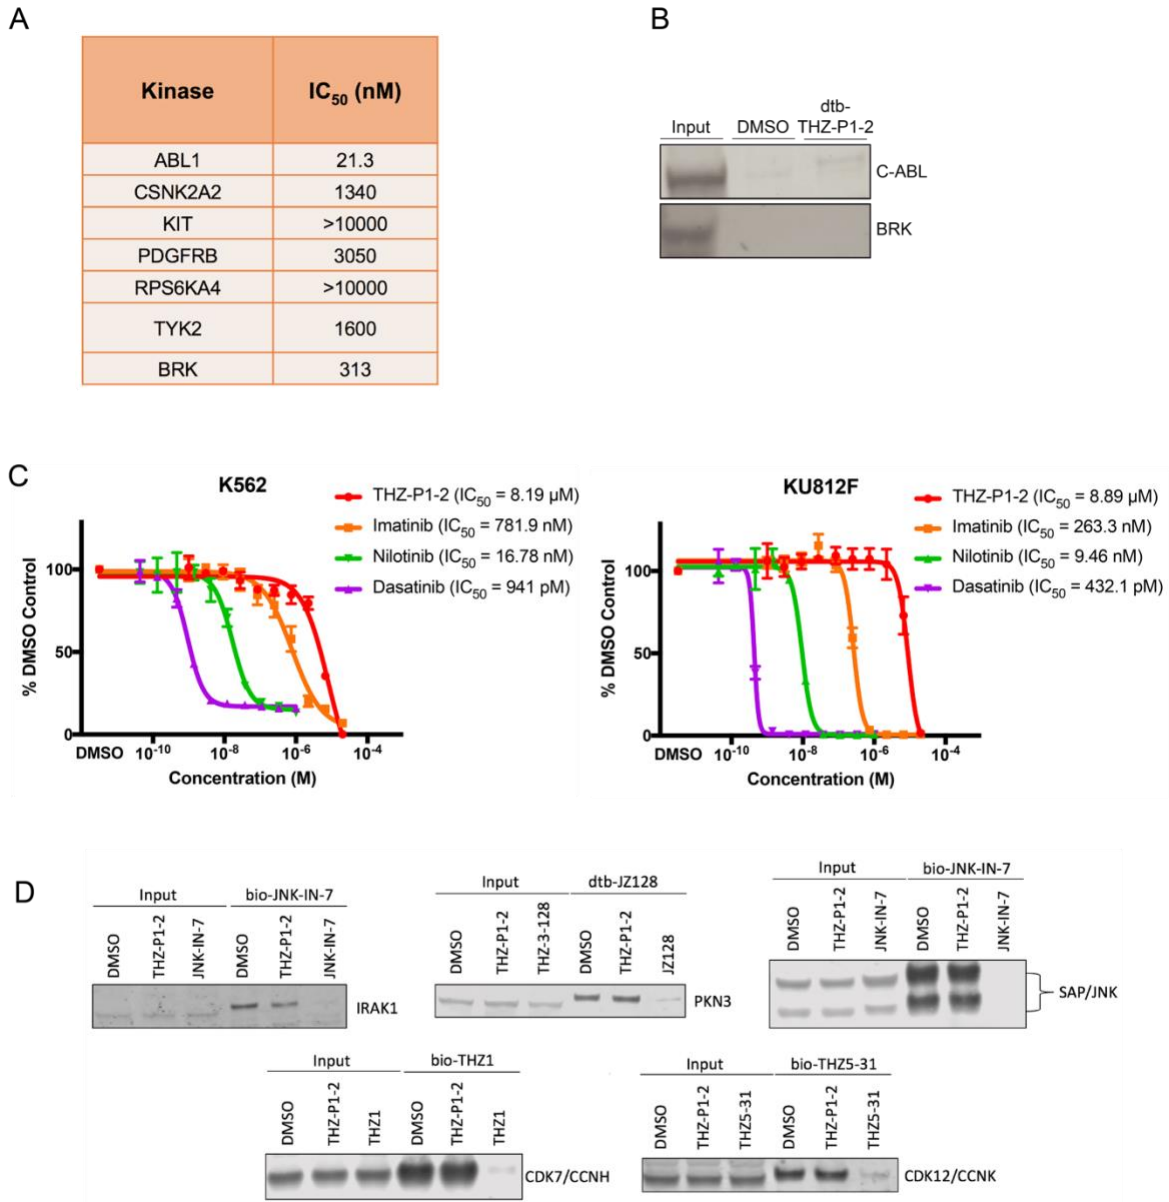 A
Kinase IC50 (nM)
ABL1 21.3
CSNK2A2 1340
KIT >10000
PDGFRB 3050
RPS6KA4 >10000
TYK2 1600
BRK 313
B
Input DMSO dtb-
THZ-P1-2
C-ABL
BRK
C
K562
THZ-P1-2 (IC50 = 8.19 µM)
Imatinib (IC50 = 781.9 nM)
Nilotinib (IC50 = 16.78 nM)
Dasatinib (IC50 = 941 pM)
% DMSO Control
100
50
0
DMSO 10-10 10-8 10-6 10-4
Concentration (M)
KU812F
THZ-P1-2 (IC50 = 8.89 µM)
Imatinib (IC50 = 263.3 nM)
Nilotinib (IC50 = 9.46 nM)
Dasatinib (IC50 = 432.1 pM)
% DMSO Control
100
50
0
DMSO 10-10 10-8 10-6 10-4
Concentration (M)
D
Input bio-JNK-IN-7
DMSO THZ-P1-2 JNK-IN-7 DMSO THZ-P1-2 JNK-IN-7
IRAK1
Input dtb-JZ128
DMSO THZ-P1-2 THZ-3-128 DMSO THZ-P1-2 JZ128
PKN3
Input bio-JNK-IN-7
DMSO THZ-P1-2 JNK-IN-7 DMSO THZ-P1-2 JNK-IN-7
SAP/JNK
Input bio-THZ1
DMSO THZ-P1-2 THZ1 DMSO THZ-P1-2 THZ1
CDK7/CCNH
Input bio-THZ5-31
DMSO THZ-P1-2 THZ5-31 DMSO THZ-P1-2 THZ5-31
CDK12/CCNK